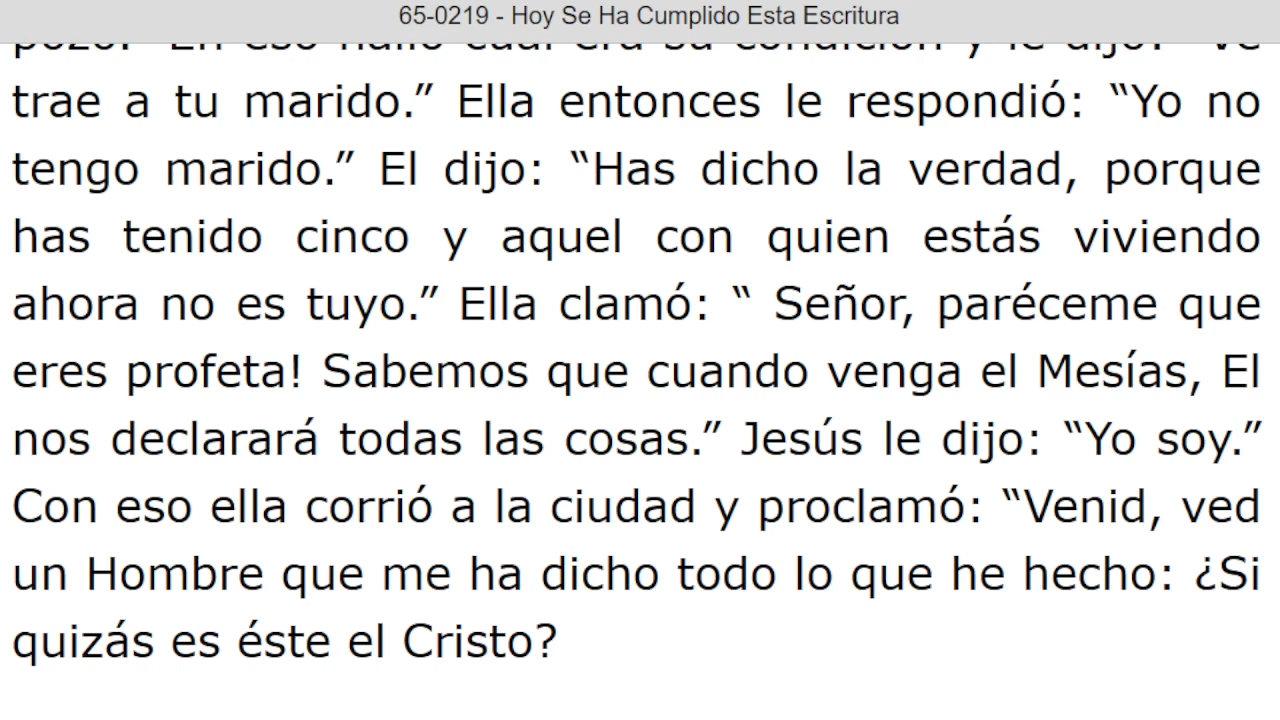 65-0219 - Hoy Se Ha Cumplido Esta Escritura
trae a tu marido.” Ella entonces le respondió: “Yo no
tengo marido.” El dijo: “Has dicho la verdad, porque
has tenido cinco y aquel con quien estás viviendo
ahora no es tuyo.” Ella clamó: “ Señor, paréceme que
eres profeta! Sabemos que cuando venga el Mesías, El
nos declarará todas las cosas.” Jesús le dijo: “Yo soy.”
Con eso ella corrió a la ciudad y proclamó: “Venid, ved
un Hombre que me ha dicho todo lo que he hecho: ¿Si
quizás es éste el Cristo?